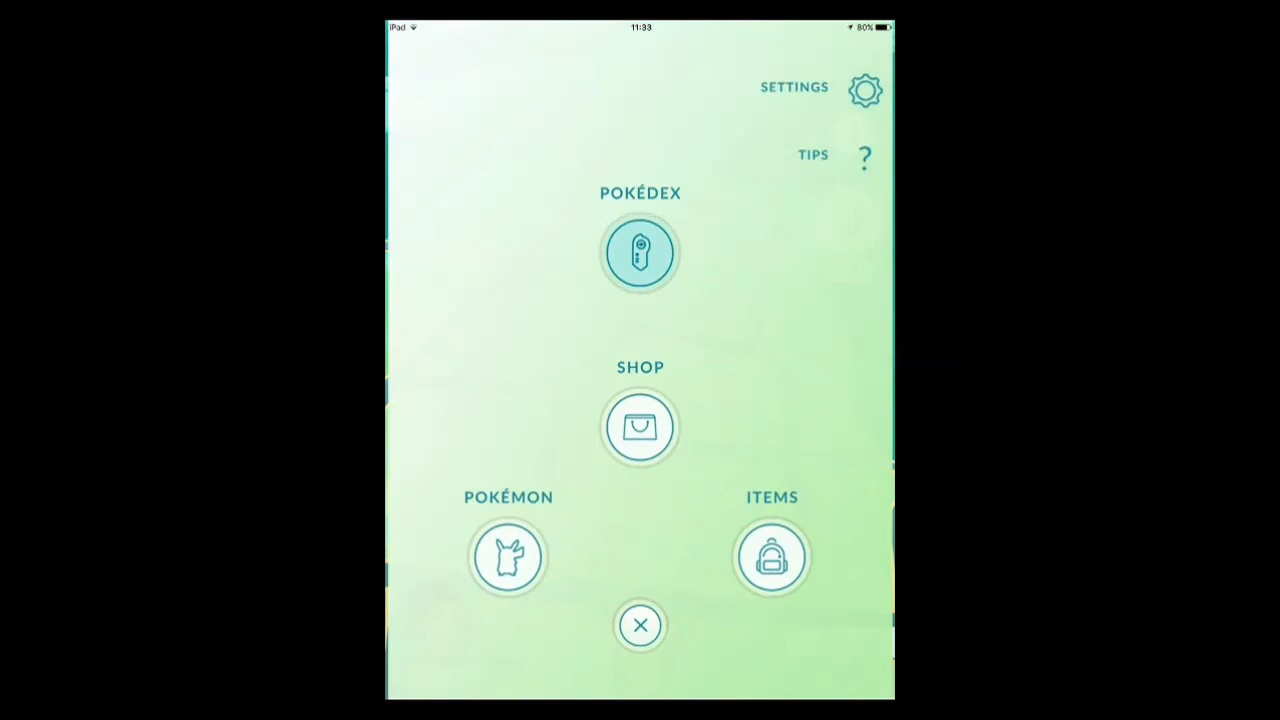 iPad 11:33 80%
SETTINGS
TIPS ?
POKÉDEX
SHOP
POKÉMON ITEMS